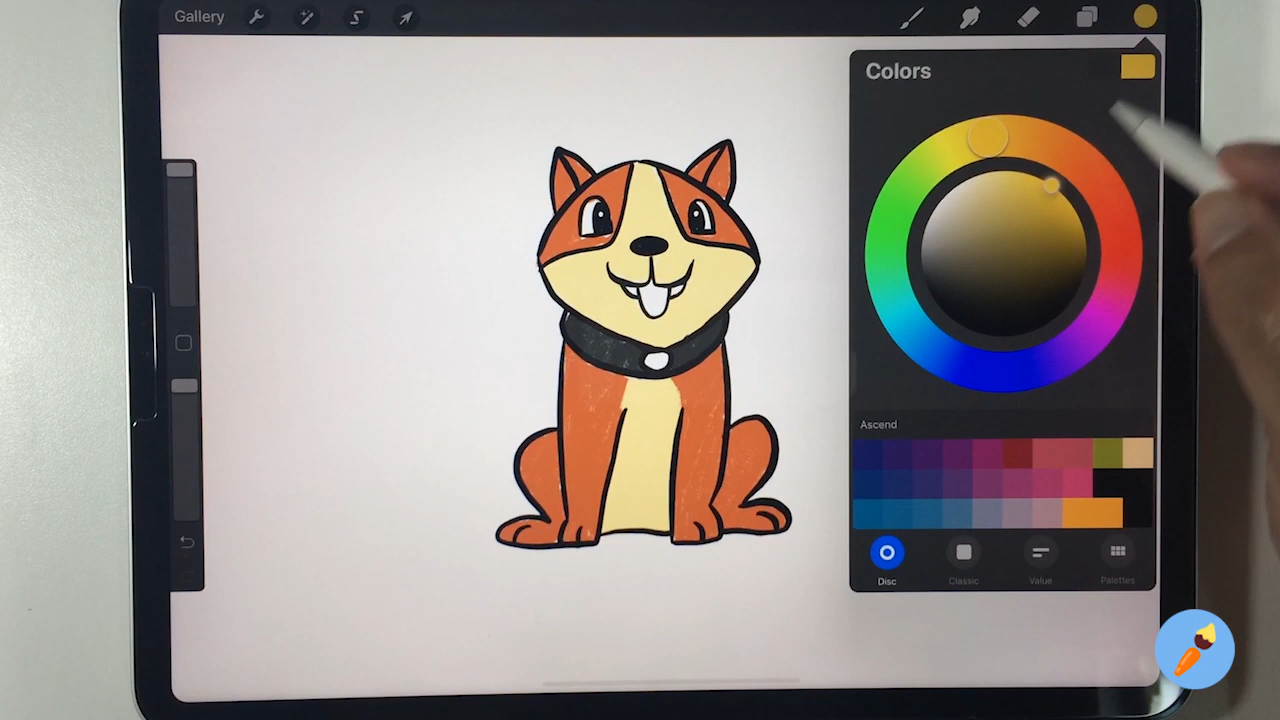 Gallery
Colors
Ascend
Disc
Classic
Value
Palettes